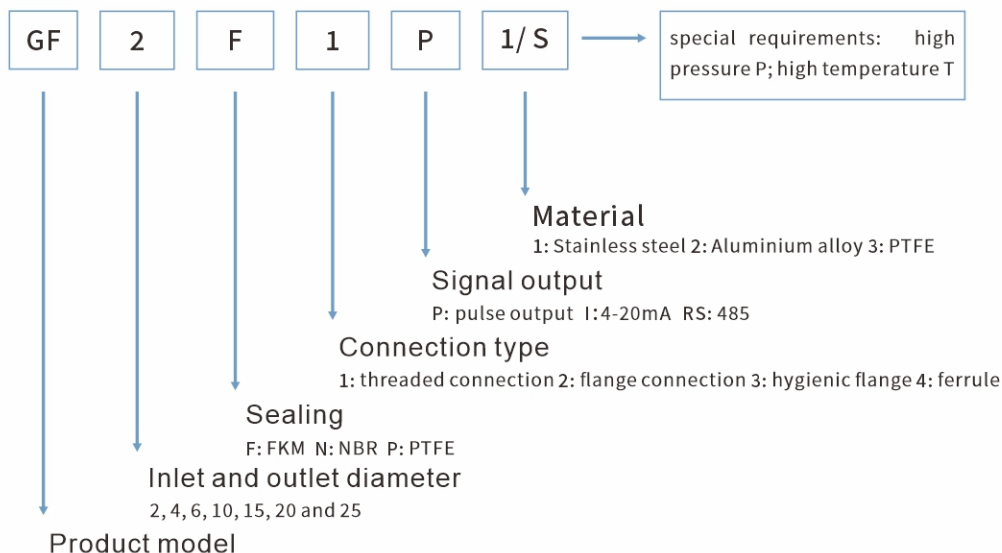 GF 2 F 1 P 1/ S
special requirements: high
pressure P; high temperature T
Material
1: Stainless steel 2: Aluminium alloy 3: PTFE
Signal output
P: pulse output I:4-20mA RS: 485
Connection type
1: threaded connection 2: flange connection 3: hygienic flange 4: ferrule
Sealing
F: FKM N: NBR P: PTFE
Inlet and outlet diameter
2, 4, 6, 10, 15, 20 and 25
Product model